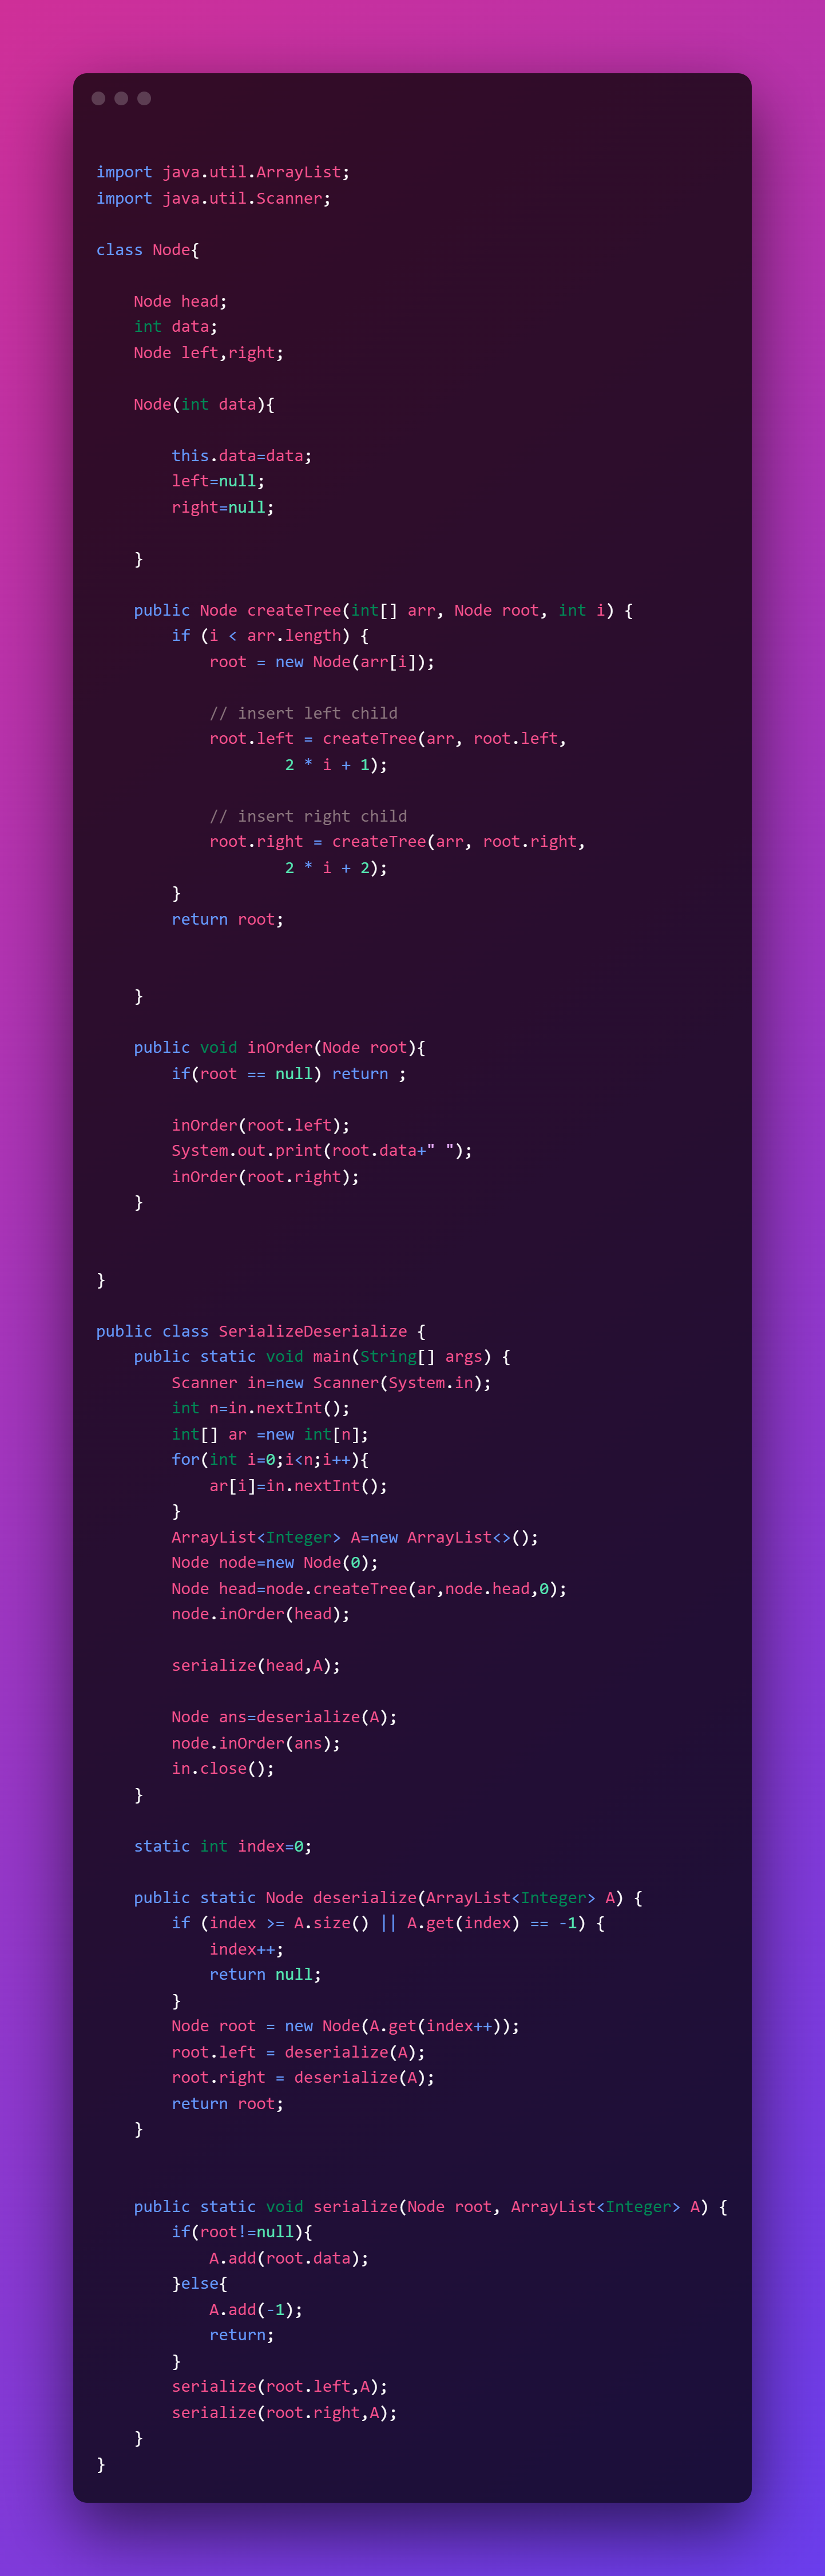 import java.util.ArrayList;
import java.util.Scanner;
class Node{
    Node head;
    int data;
    Node left,right;
    Node(int data){
        this.data=data;
        left=null;
        right=null;
    }
    public Node createTree(int[] arr, Node root, int i) {
        if (i < arr.length) {
            root = new Node(arr[i]);
            // insert left child
            root.left = createTree(arr, root.left,
                    2 * i + 1);
            // insert right child
            root.right = createTree(arr, root.right,
                    2 * i + 2);
        }
        return root;
    }
    public void inOrder(Node root){
        if(root == null) return ;
        inOrder(root.left);
        System.out.print(root.data+" ");
        inOrder(root.right);
    }
}
public class SerializeDeserialize {
    public static void main(String[] args) {
        Scanner in=new Scanner(System.in);
        int n=in.nextInt();
        int[] ar =new int[n];
        for(int i=0;i<n;i++){
            ar[i]=in.nextInt();
        }
        ArrayList<Integer> A=new ArrayList<>();
        Node node=new Node(0);
        Node head=node.createTree(ar,node.head,0);
        node.inOrder(head);
        serialize(head,A);
        Node ans=deserialize(A);
        node.inOrder(ans);
        in.close();
    }
    static int index=0;
    public static Node deserialize(ArrayList<Integer> A) {
        if (index >= A.size() || A.get(index) == -1) {
            index++;
            return null;
        }
        Node root = new Node(A.get(index++));
        root.left = deserialize(A);
        root.right = deserialize(A);
        return root;
    }
    public static void serialize(Node root, ArrayList<Integer> A) {
        if(root!=null){
            A.add(root.data);
        }else{
            A.add(-1);
            return;
        }
        serialize(root.left,A);
        serialize(root.right,A);
    }
}